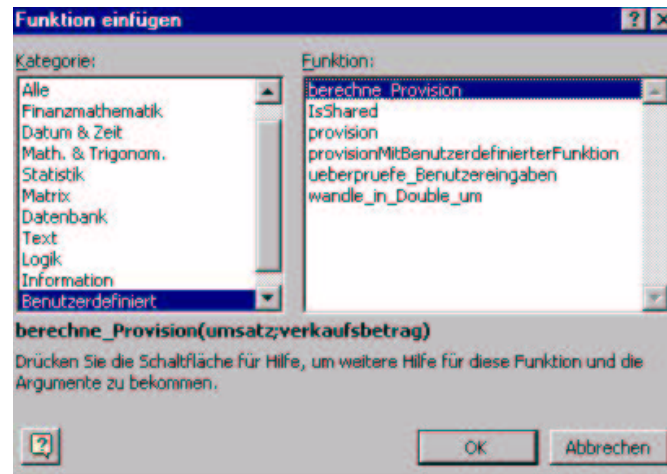 Funktion einfügen
Kategorie:
Alle
Finanzmathematik
Datum & Zeit
Math. & Trigonom.
Statistik
Matrix
Datenbank
Text
Logik
Information
Benutzerdefiniert
Funktion:
berechne_Provision
IsShared
provision
provisionMitBenutzerdefinierterFunktion
ueberpruefe_Benutzereingaben
wandle_in_Double_um
berechne_Provision(umsatz;verkaufsbetrag)
Drücken Sie die Schaltfläche für Hilfe, um weitere Hilfe für diese Funktion und die
Argumente zu bekommen.
OK
Abbrechen